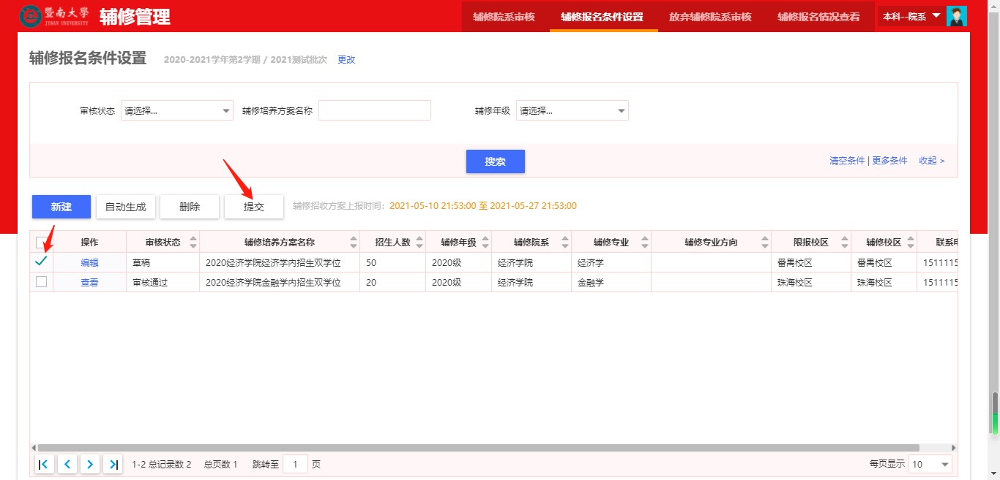 暨南大學 JINAN UNIVERSITY 辅修管理 辅修院系审核 辅修报名条件设置 放弃辅修院系审核 辅修报名情况查看 本科--院系
辅修报名条件设置 2020-2021学年第2学期 / 2021测试批次 更改
审核状态 请选择... 辅修培养方案名称 辅修年级 请选择...
搜索 清空条件 | 更多条件 收起 >
新建 自动生成 删除 提交 辅修招收方案上报时间： 2021-05-10 21:53:00 至 2021-05-27 21:53:00
操作 审核状态 辅修培养方案名称 招生人数 辅修年级 辅修院系 辅修专业 辅修专业方向 限报校区 辅修校区 联系电
编辑 草稿 2020经济学院经济学内招生双学位 50 2020级 经济学院 经济学 番禺校区 番禺校区 1511115
查看 审核通过 2020经济学院金融学内招生双学位 20 2020级 经济学院 金融学 珠海校区 珠海校区 1511115
1-2 总记录数 2 总页数 1 跳转至 1 页 每页显示 10